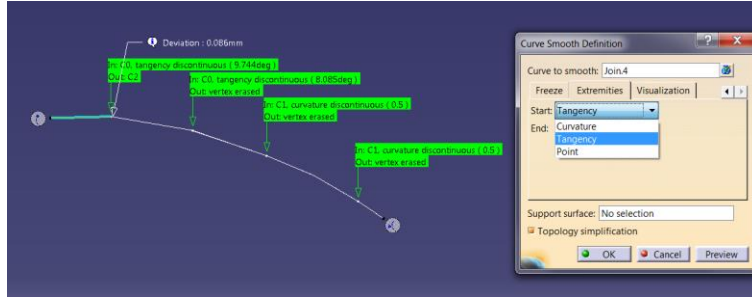 Deviation : 0.086mm
In: C0, tangency discontinuous ( 9.744deg )
Out: C2
In: C0, tangency discontinuous ( 8.085deg )
Out: vertex erased
In: C1, curvature discontinuous ( 0.5 )
Out: vertex erased
In: C1, curvature discontinuous ( 0.5 )
Out: vertex erased
Curve Smooth Definition
Curve to smooth: Join.4
Freeze Extremities Visualization
Start: Tangency
End: Curvature
Tangency
Point
Support surface: No selection
Topology simplification
OK Cancel Preview